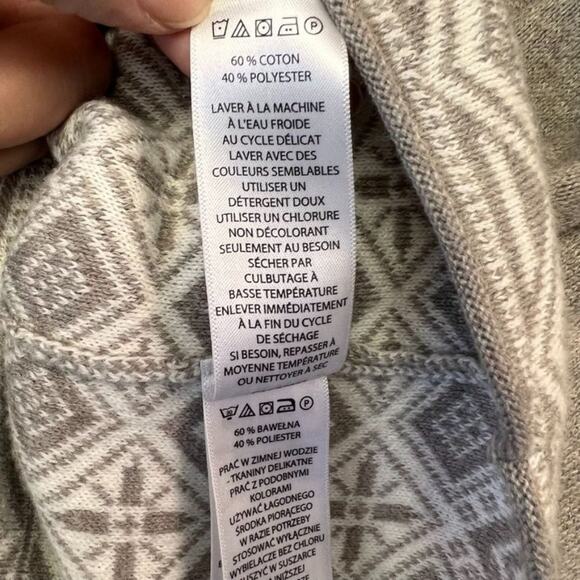 P
60 % COTON
40 % POLYESTER
LAVER À LA MACHINE
À L'EAU FROIDE
AU CYCLE DÉLICAT
LAVER AVEC DES
COULEURS SEMBLABLES
UTILISER UN
DÉTERGENT DOUX
UTILISER UN CHLORURE
NON DÉCOLORANT
SEULEMENT AU BESOIN
SÉCHER PAR
CULBUTAGE À
BASSE TEMPÉRATURE
ENLEVER IMMÉDIATEMENT
À LA FIN DU CYCLE
DE SÉCHAGE
SI BESOIN, REPASSER À
MOYENNE TEMPÉRATURE
OU NETTOYER À SEC
P
60 % BAWEŁNA
40 % POLIESTER
PRAĆ W ZIMNEJ WODZIE
- TKANINY DELIKATNE
PRAĆ Z PODOBNYMI
KOLORAMI
UŻYWAĆ ŁAGODNEGO
ŚRODKA PIORĄCEGO
W RAZIE POTRZEBY
STOSOWAĆ WYŁĄCZNIE
WYBIELACZE BEZ CHLORU
W SUSZARCE